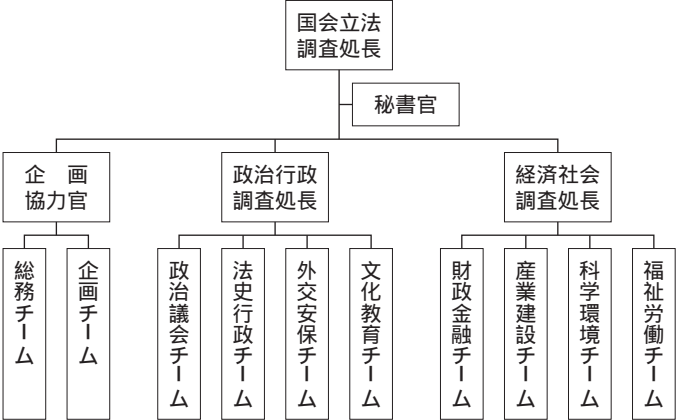 国会立法
調査処長
秘書官
企　画
協力官
政治行政
調査処長
経済社会
調査処長
総務チーム
企画チーム
政治議会チーム
法史行政チーム
外交安保チーム
文化教育チーム
財政金融チーム
産業建設チーム
科学環境チーム
福祉労働チーム